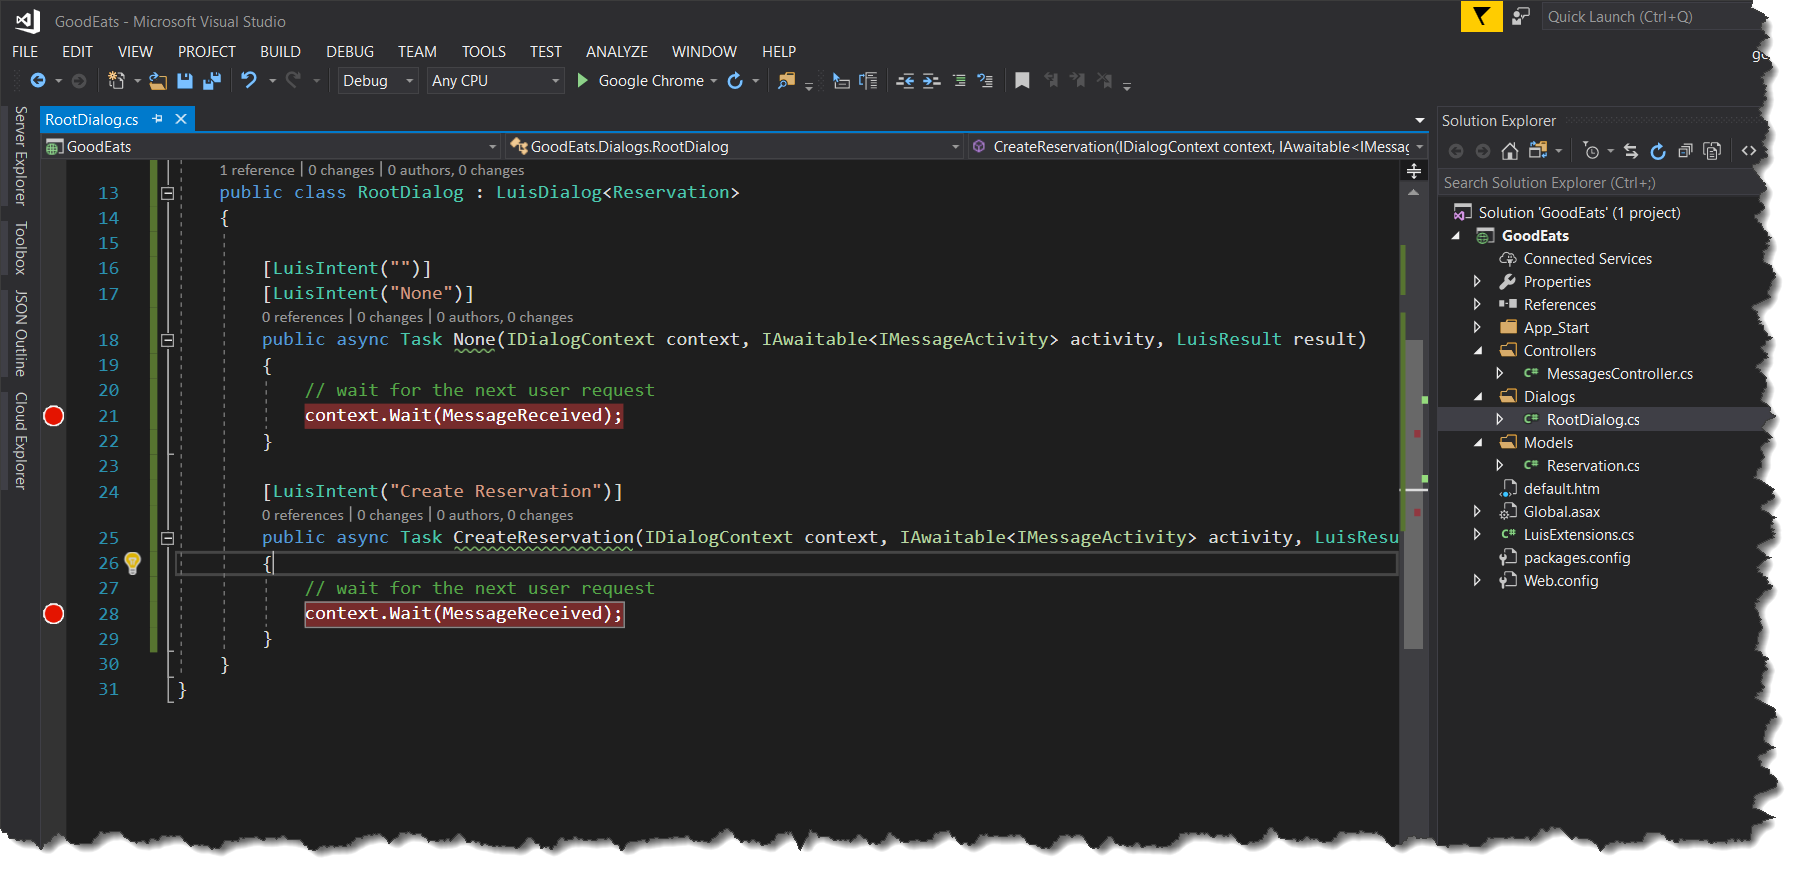 GoodEats - Microsoft Visual Studio
Quick Launch (Ctrl+Q)
FILE EDIT VIEW PROJECT BUILD DEBUG TEAM TOOLS TEST ANALYZE WINDOW HELP
Debug Any CPU Google Chrome
Server Explorer
Toolbox
JSON Outline
Cloud Explorer
RootDialog.cs
GoodEats GoodEats.Dialogs.RootDialog CreateReservation(IDialogContext context, IAwaitable<IMessag
1 reference | 0 changes | 0 authors, 0 changes
13 public class RootDialog : LuisDialog<Reservation>
14 {
15
16 [LuisIntent("")]
17 [LuisIntent("None")]
0 references | 0 changes | 0 authors, 0 changes
18 public async Task None(IDialogContext context, IAwaitable<IMessageActivity> activity, LuisResult result)
19 {
20 // wait for the next user request
21 context.Wait(MessageReceived);
22 }
23
24 [LuisIntent("Create Reservation")]
0 references | 0 changes | 0 authors, 0 changes
25 public async Task CreateReservation(IDialogContext context, IAwaitable<IMessageActivity> activity, LuisResu
26 {
27 // wait for the next user request
28 context.Wait(MessageReceived);
29 }
30 }
31 }
Solution Explorer
Search Solution Explorer (Ctrl+;)
Solution 'GoodEats' (1 project)
GoodEats
Connected Services
Properties
References
App_Start
Controllers
C# MessagesController.cs
Dialogs
C# RootDialog.cs
Models
C# Reservation.cs
default.htm
Global.asax
C# LuisExtensions.cs
packages.config
Web.config